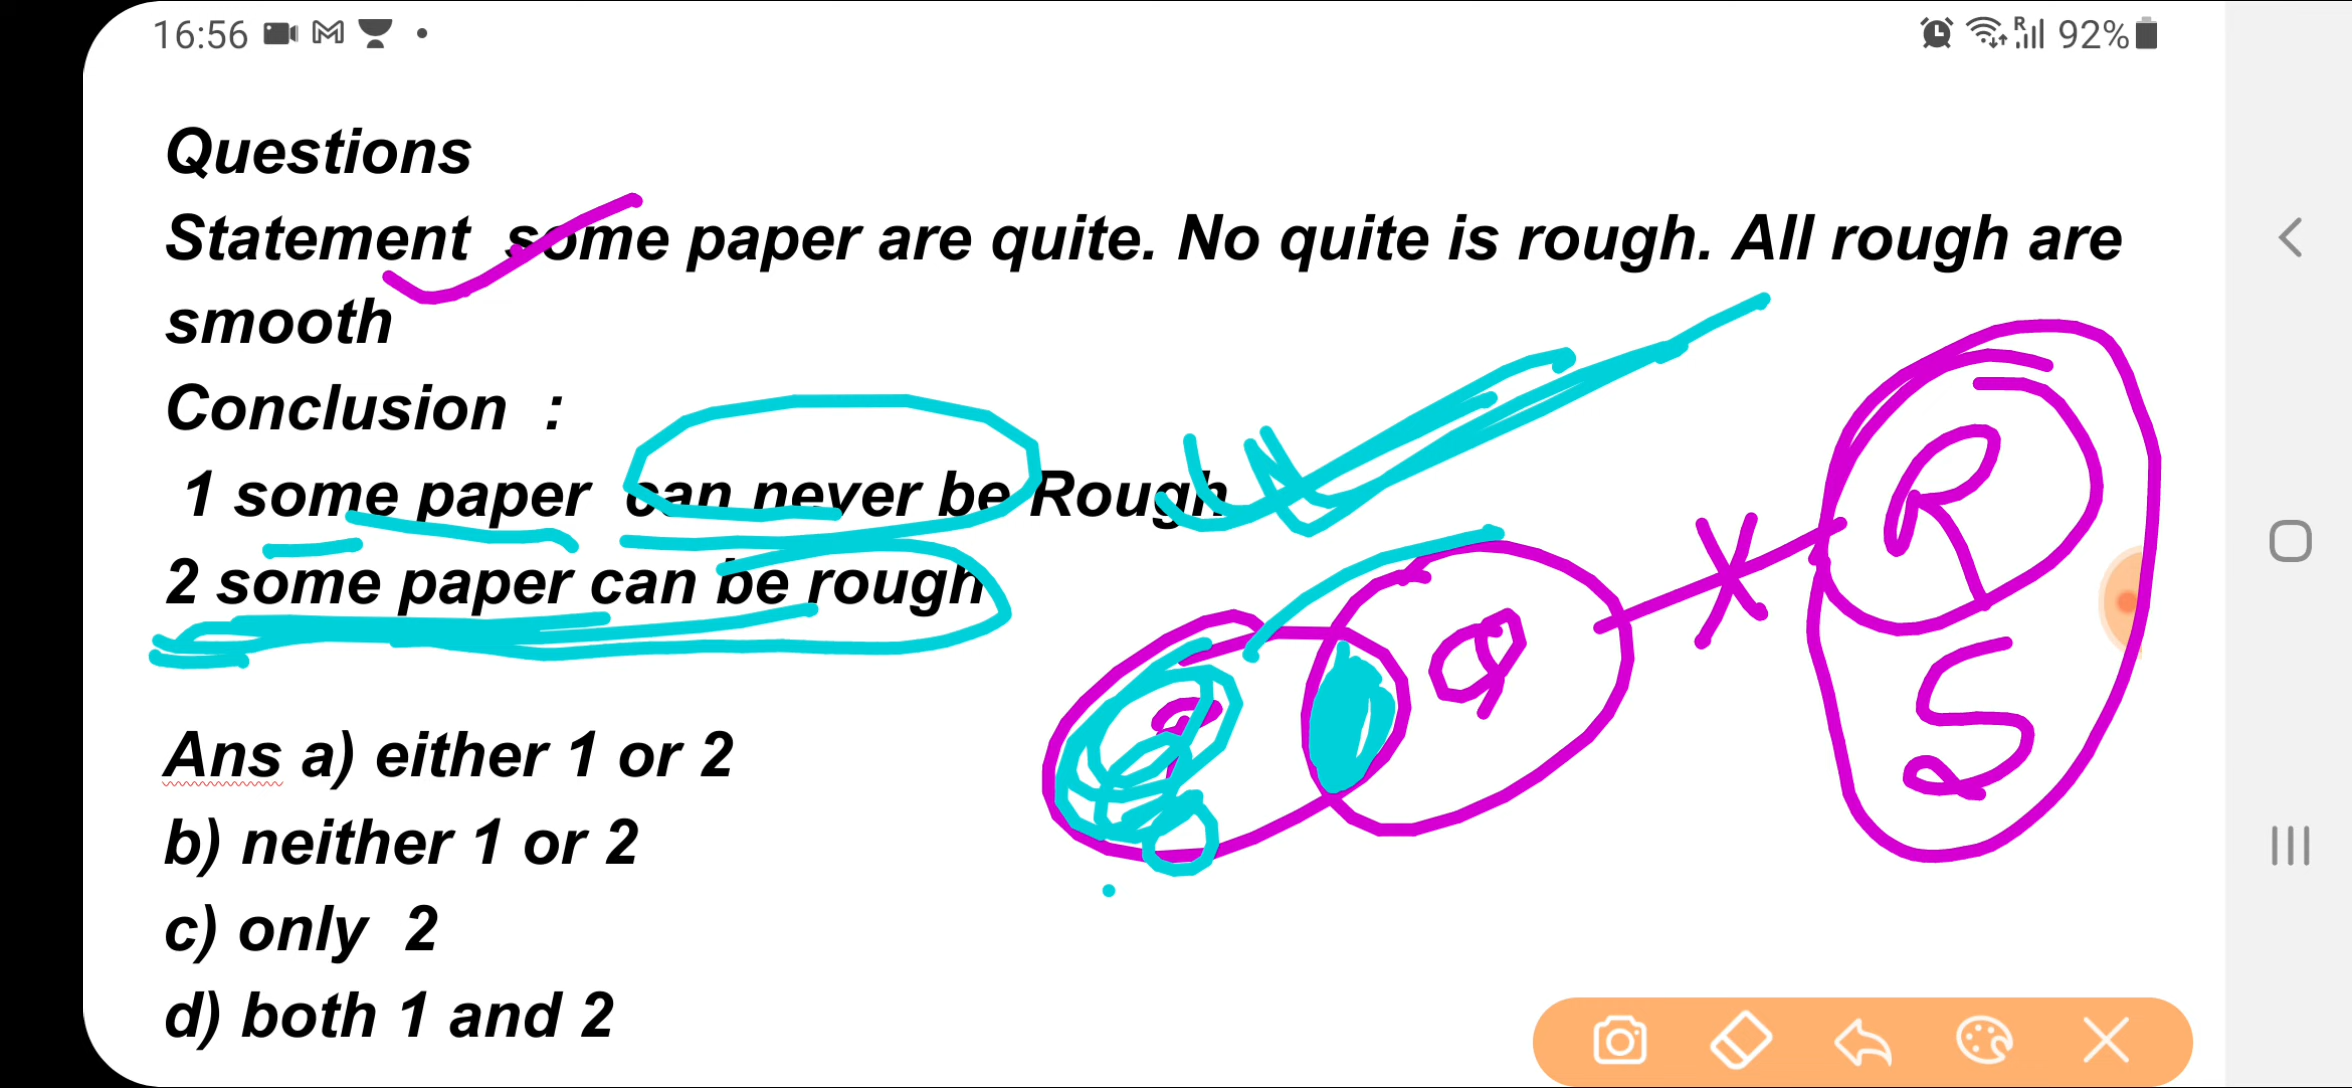 16:56 92%
Questions
Statement some paper are quite. No quite is rough. All rough are
smooth
Conclusion :
1 some paper can never be Rough
2 some paper can be rough
R
Q
S
P
Ans a) either 1 or 2
b) neither 1 or 2
c) only 2
d) both 1 and 2